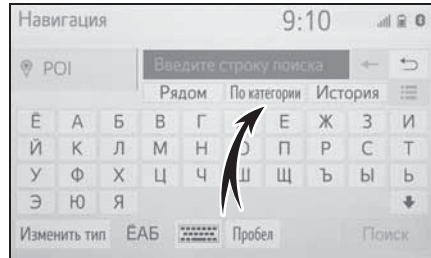 Навигация 9:10
POI Введите строку поиска
Рядом По категории История
Ё А Б В Г Е Ж З И
Й К Л М Н О П Р С Т
У Ф Х Ц Ч Ш Щ Ъ Ы Ь
Э Ю Я
Изменить тип ЁАБ Пробел Поиск